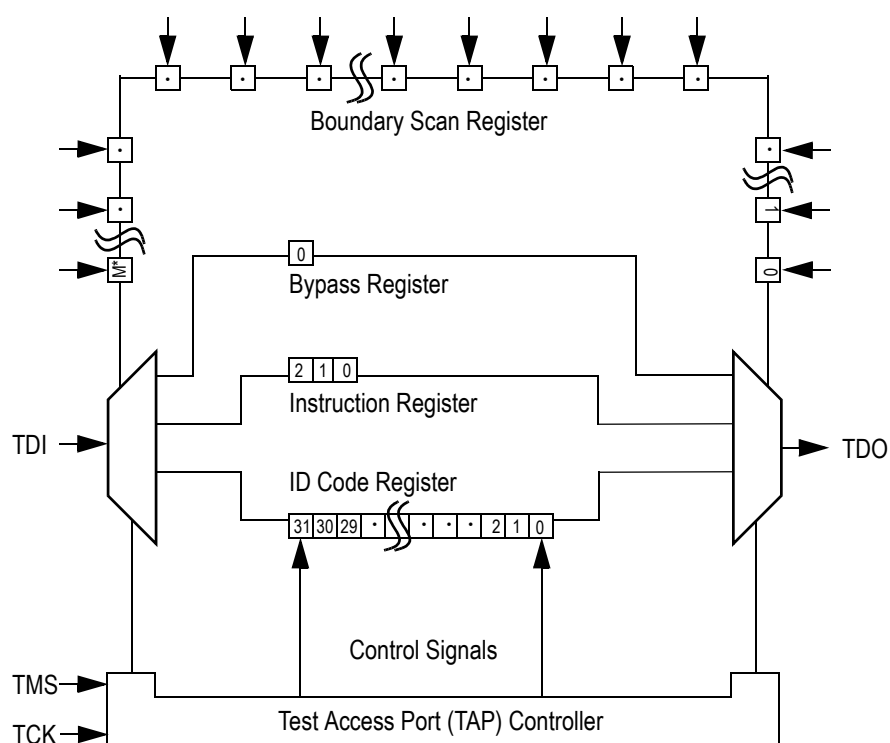 · · · · · · · ·
Boundary Scan Register
· ·
· 1
M* 0
0
Bypass Register
2 1 0
Instruction Register
TDI TDO
ID Code Register
31 30 29 · · · · 2 1 0
Control Signals
TMS
Test Access Port (TAP) Controller
TCK